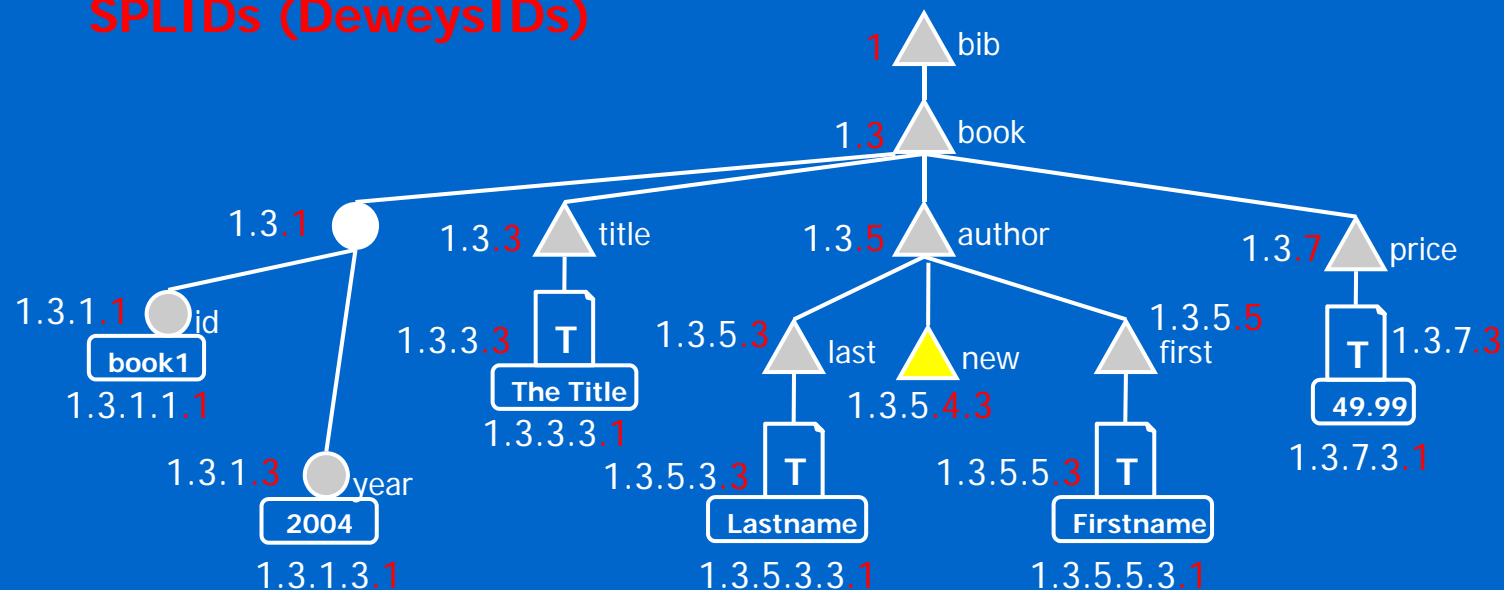 SPLIDs (DeweysIDs)
1 bib
1.3 book
1.3.1
1.3.3 title
1.3.5 author
1.3.7 price
1.3.1.1 id
book1
1.3.1.1.1
1.3.3.3 T
The Title
1.3.3.3.1
1.3.5.3 last
new
1.3.5.4.3
1.3.5.5
first
T 1.3.7.3
49.99
1.3.7.3.1
1.3.1.3 year
2004
1.3.1.3.1
1.3.5.3.3 T
Lastname
1.3.5.3.3.1
1.3.5.5.3 T
Firstname
1.3.5.5.3.1